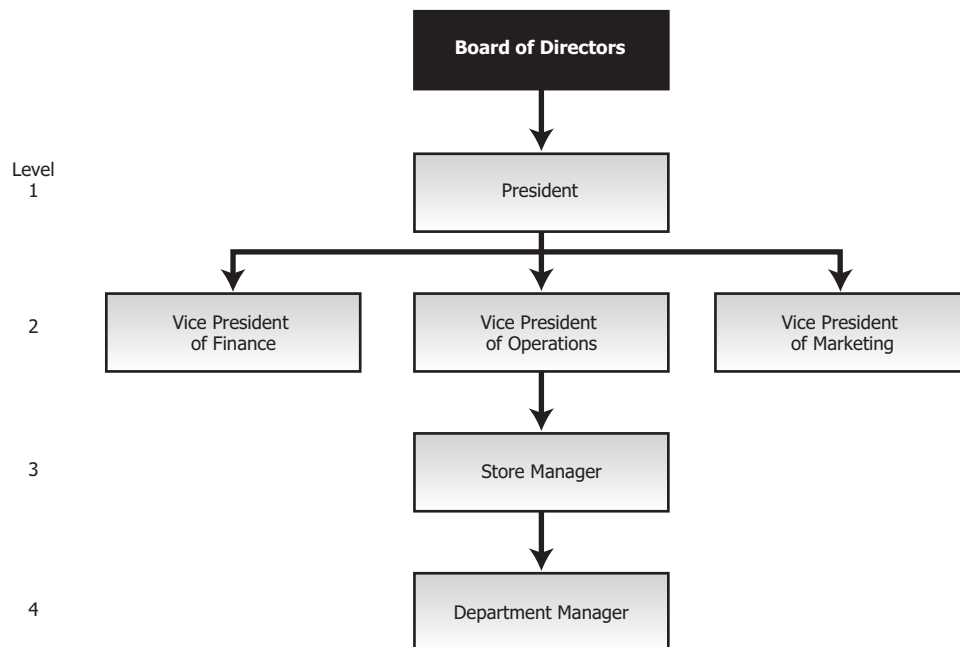 Board of Directors
Level
1
President
2
Vice President
of Finance
Vice President
of Operations
Vice President
of Marketing
3
Store Manager
4
Department Manager